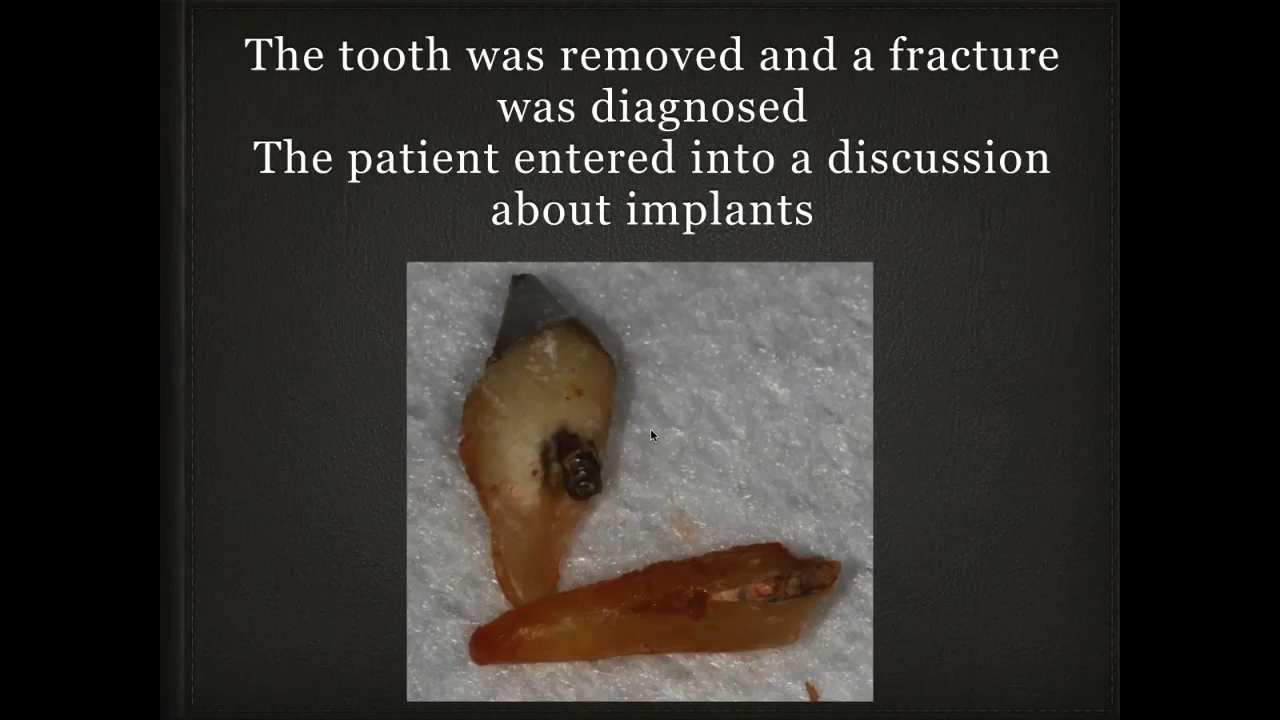 The tooth was removed and a fracture
was diagnosed
The patient entered into a discussion
about implants